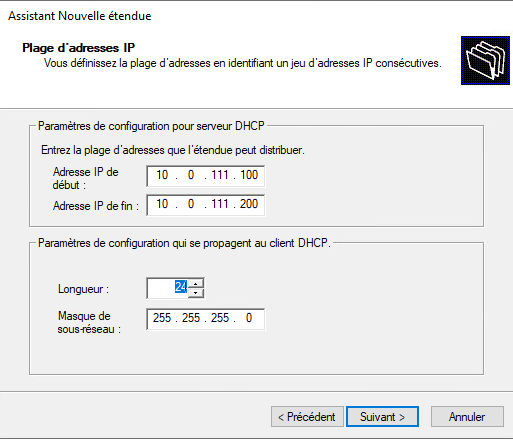 Assistant Nouvelle étendue
Plage d'adresses IP
Vous définissez la plage d'adresses en identifiant un jeu d'adresses IP consécutives.
Paramètres de configuration pour serveur DHCP
Entrez la plage d'adresses que l'étendue peut distribuer.
Adresse IP de
début :
10 . 0 . 111 . 100
Adresse IP de fin :
10 . 0 . 111 . 200
Paramètres de configuration qui se propagent au client DHCP.
Longueur :
24
Masque de
sous-réseau :
255 . 255 . 255 . 0
< Précédent
Suivant >
Annuler